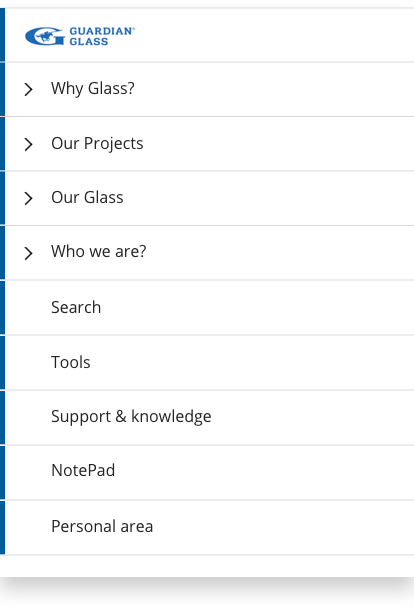 GUARDIAN®
GLASS
Why Glass?
Our Projects
Our Glass
Who we are?
Search
Tools
Support & knowledge
NotePad
Personal area